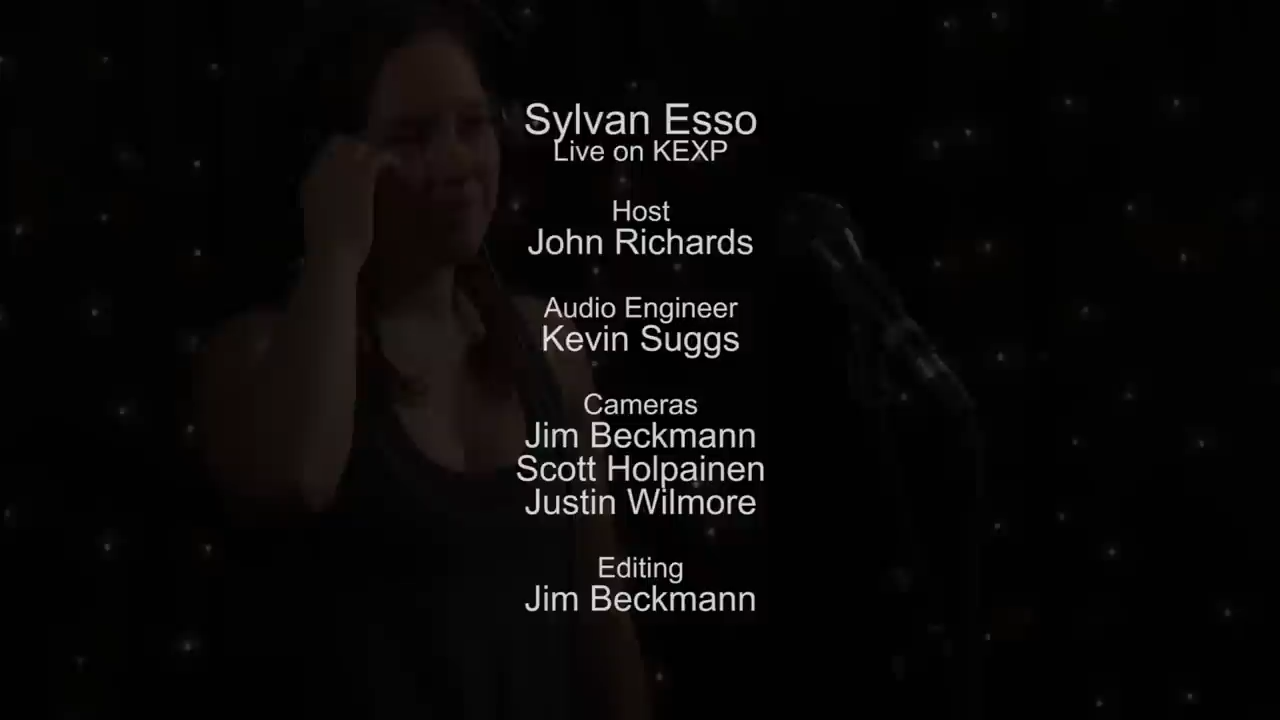 Sylvan Esso
Live on KEXP
Host
John Richards
Audio Engineer
Kevin Suggs
Cameras
Jim Beckmann
Scott Holpainen
Justin Wilmore
Editing
Jim Beckmann